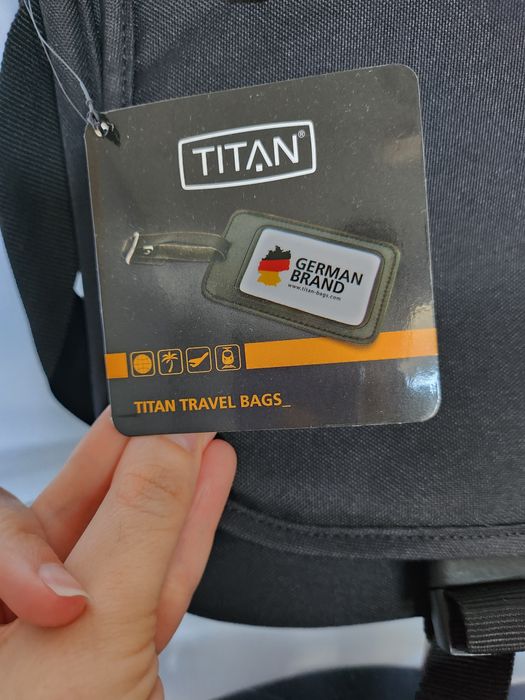 TITAN®
GERMAN
BRAND
www.titan-bags.com
TITAN TRAVEL BAGS_